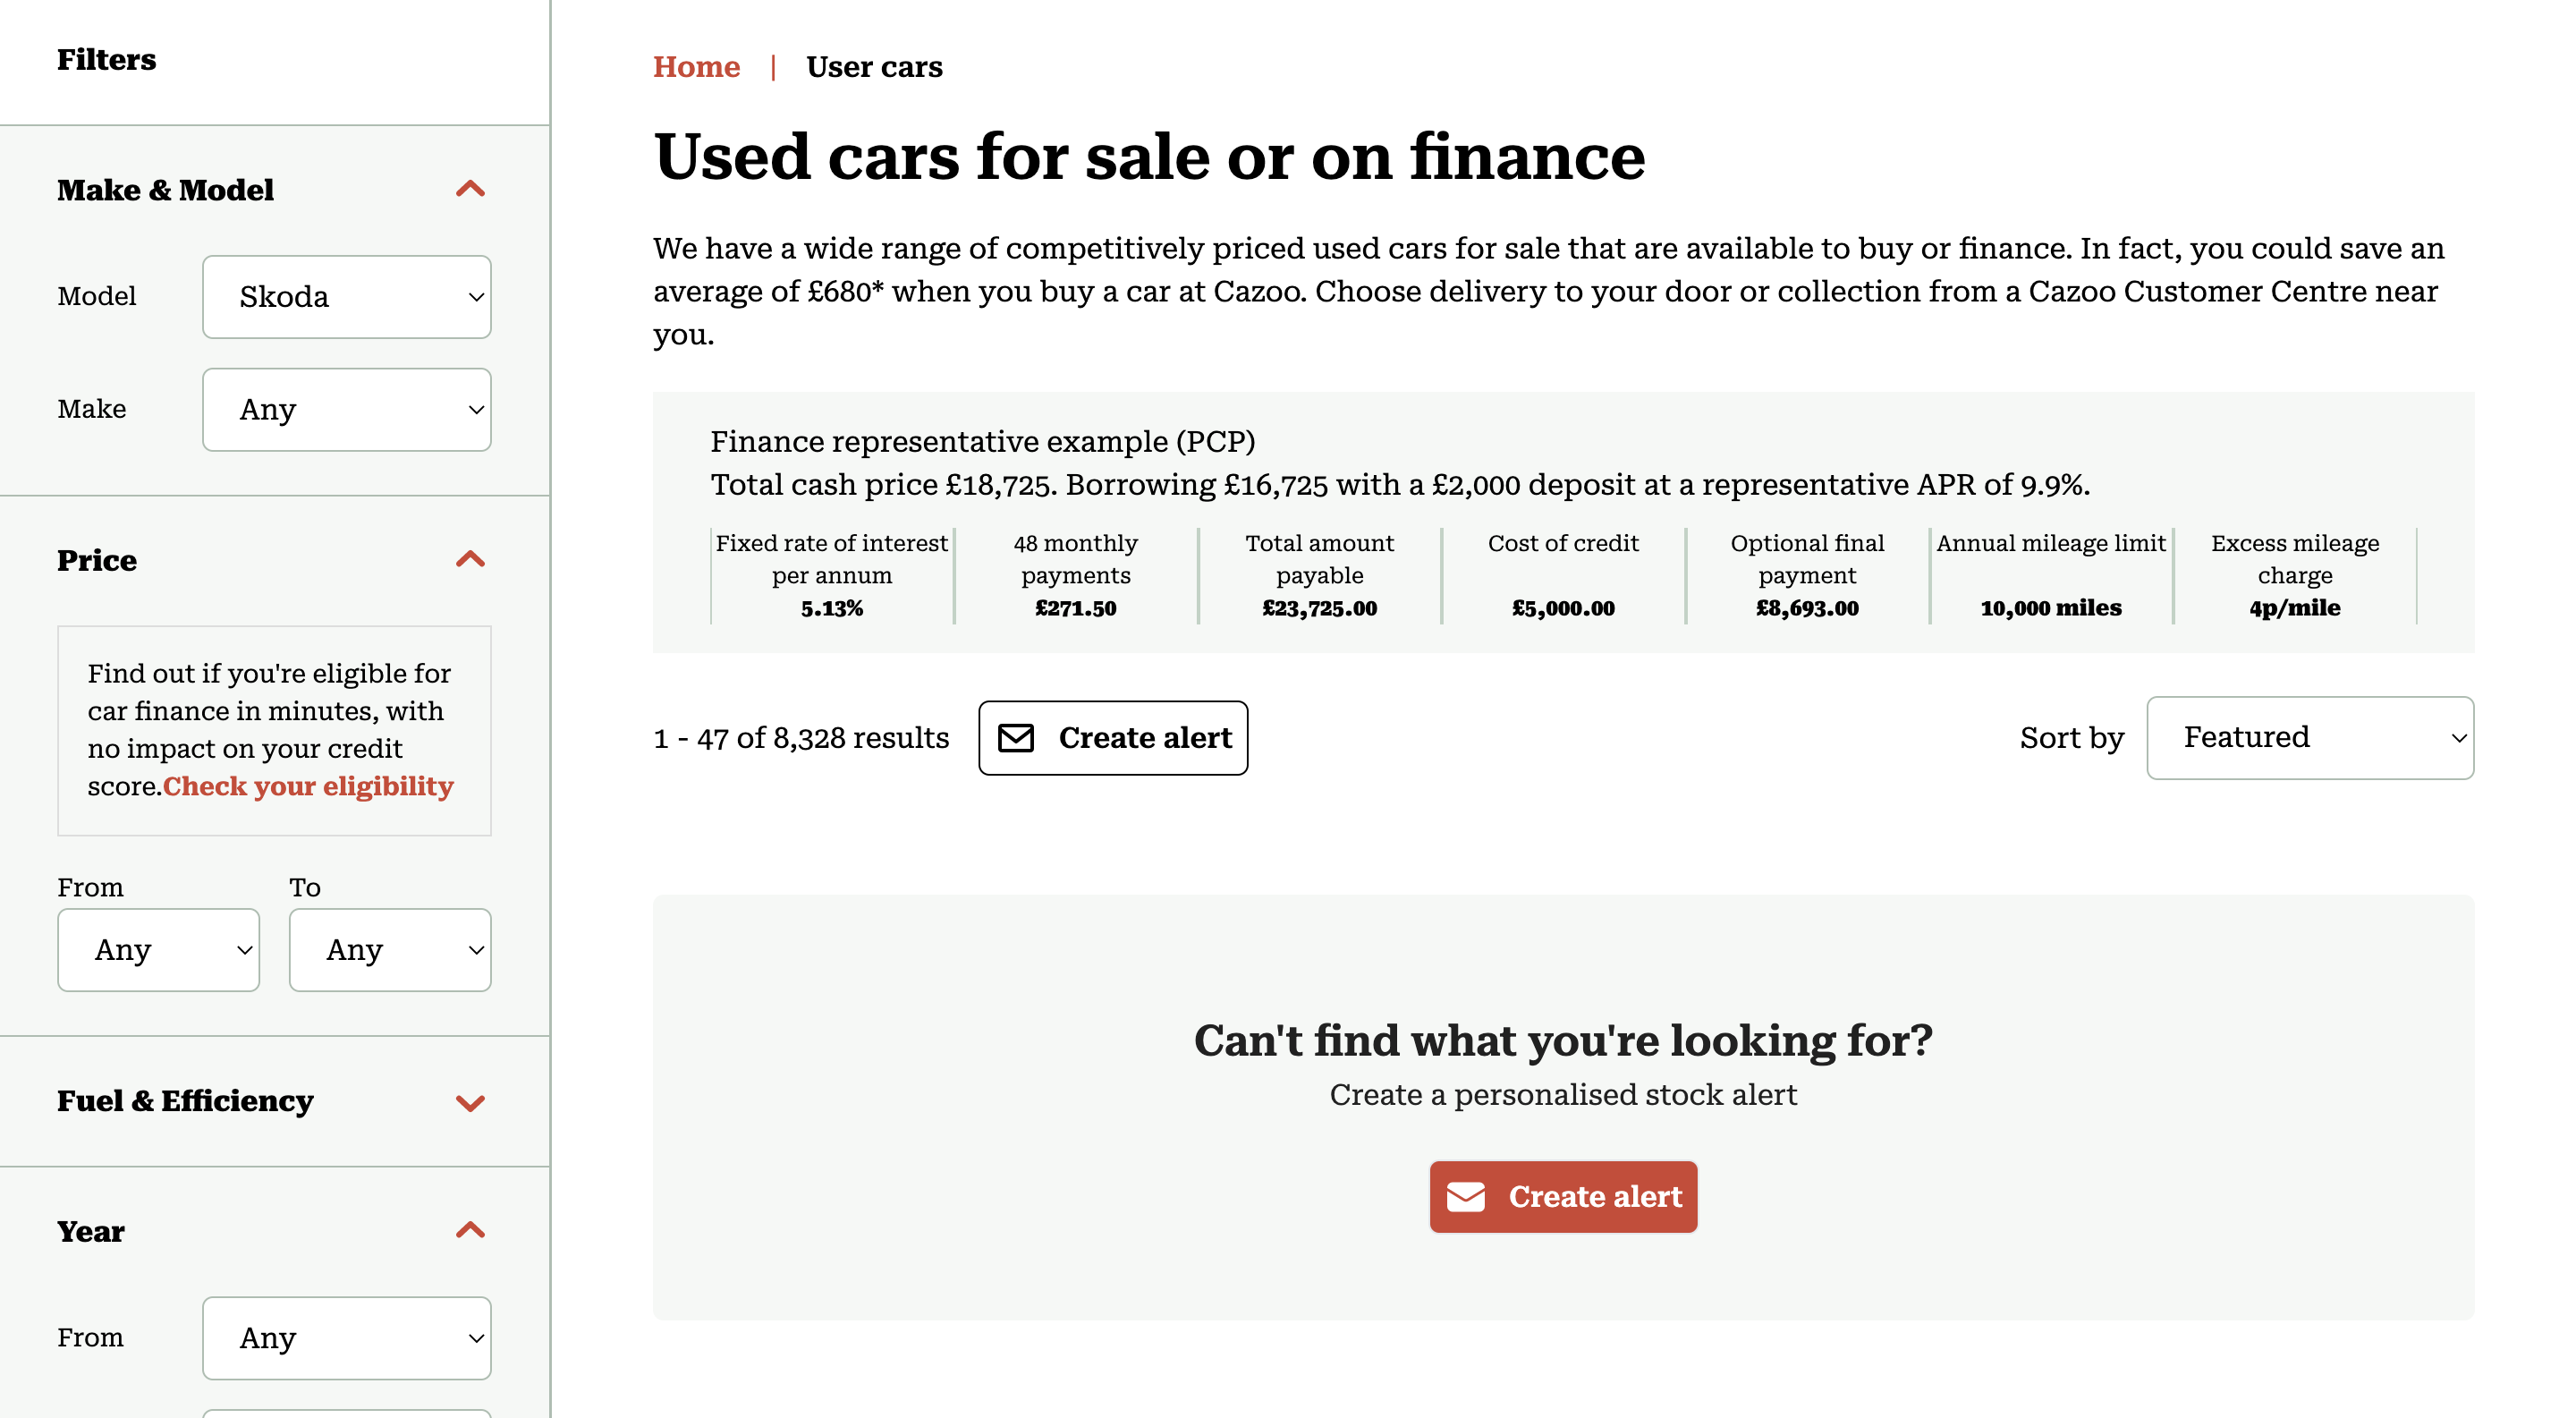 Filters
Make & Model
Model
Skoda
Make
Any
Price
Find out if you're eligible for
car finance in minutes, with
no impact on your credit
score.Check your eligibility
From
To
Any
Any
Fuel & Efficiency
Year
From
Any
Home | User cars
Used cars for sale or on finance
We have a wide range of competitively priced used cars for sale that are available to buy or finance. In fact, you could save an
average of £680* when you buy a car at Cazoo. Choose delivery to your door or collection from a Cazoo Customer Centre near
you.
Finance representative example (PCP)
Total cash price £18,725. Borrowing £16,725 with a £2,000 deposit at a representative APR of 9.9%.
Fixed rate of interest
per annum
5.13%
48 monthly
payments
£271.50
Total amount
payable
£23,725.00
Cost of credit
£5,000.00
Optional final
payment
£8,693.00
Annual mileage limit
10,000 miles
Excess mileage
charge
4p/mile
1 - 47 of 8,328 results
Create alert
Sort by
Featured
Can't find what you're looking for?
Create a personalised stock alert
Create alert